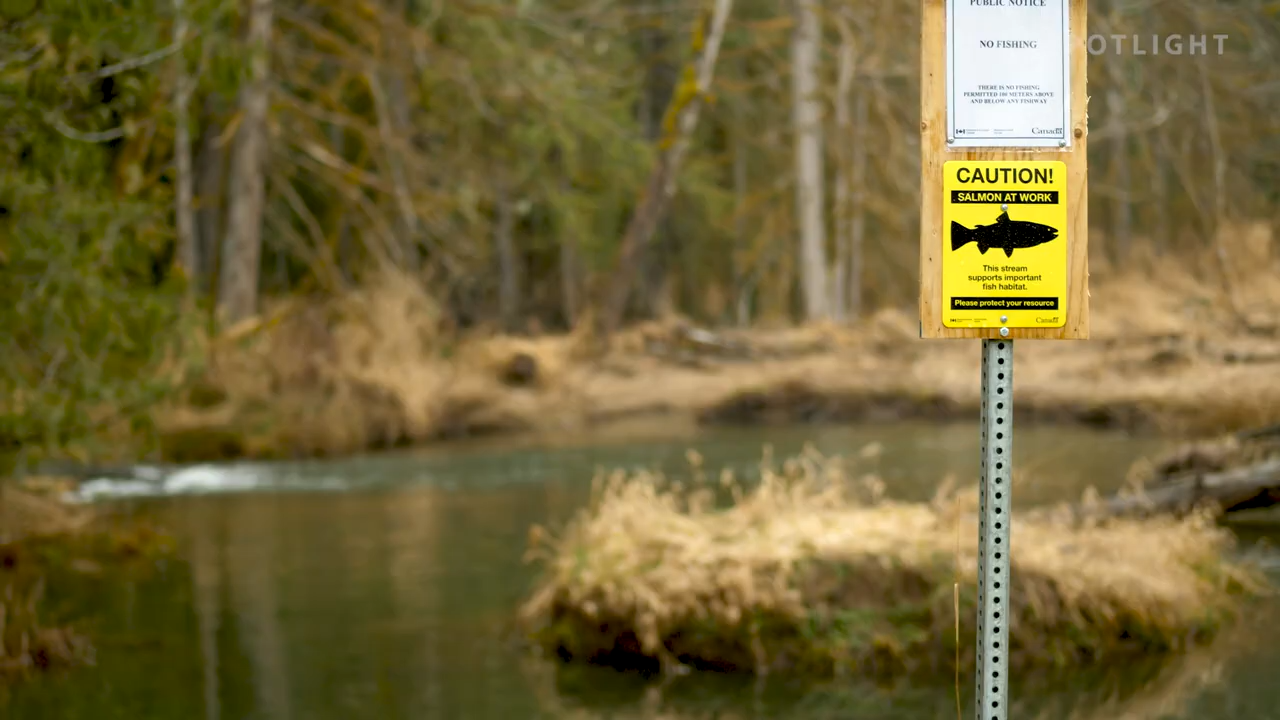 PUBLIC NOTICE
OTLIGHT
NO FISHING
THERE IS NO FISHING
PERMITTED 180 METERS ABOVE
AND BELOW ANY FISHWAY
Canada
CAUTION!
SALMON AT WORK
This stream
supports important
fish habitat.
Please protect your resource
Canada